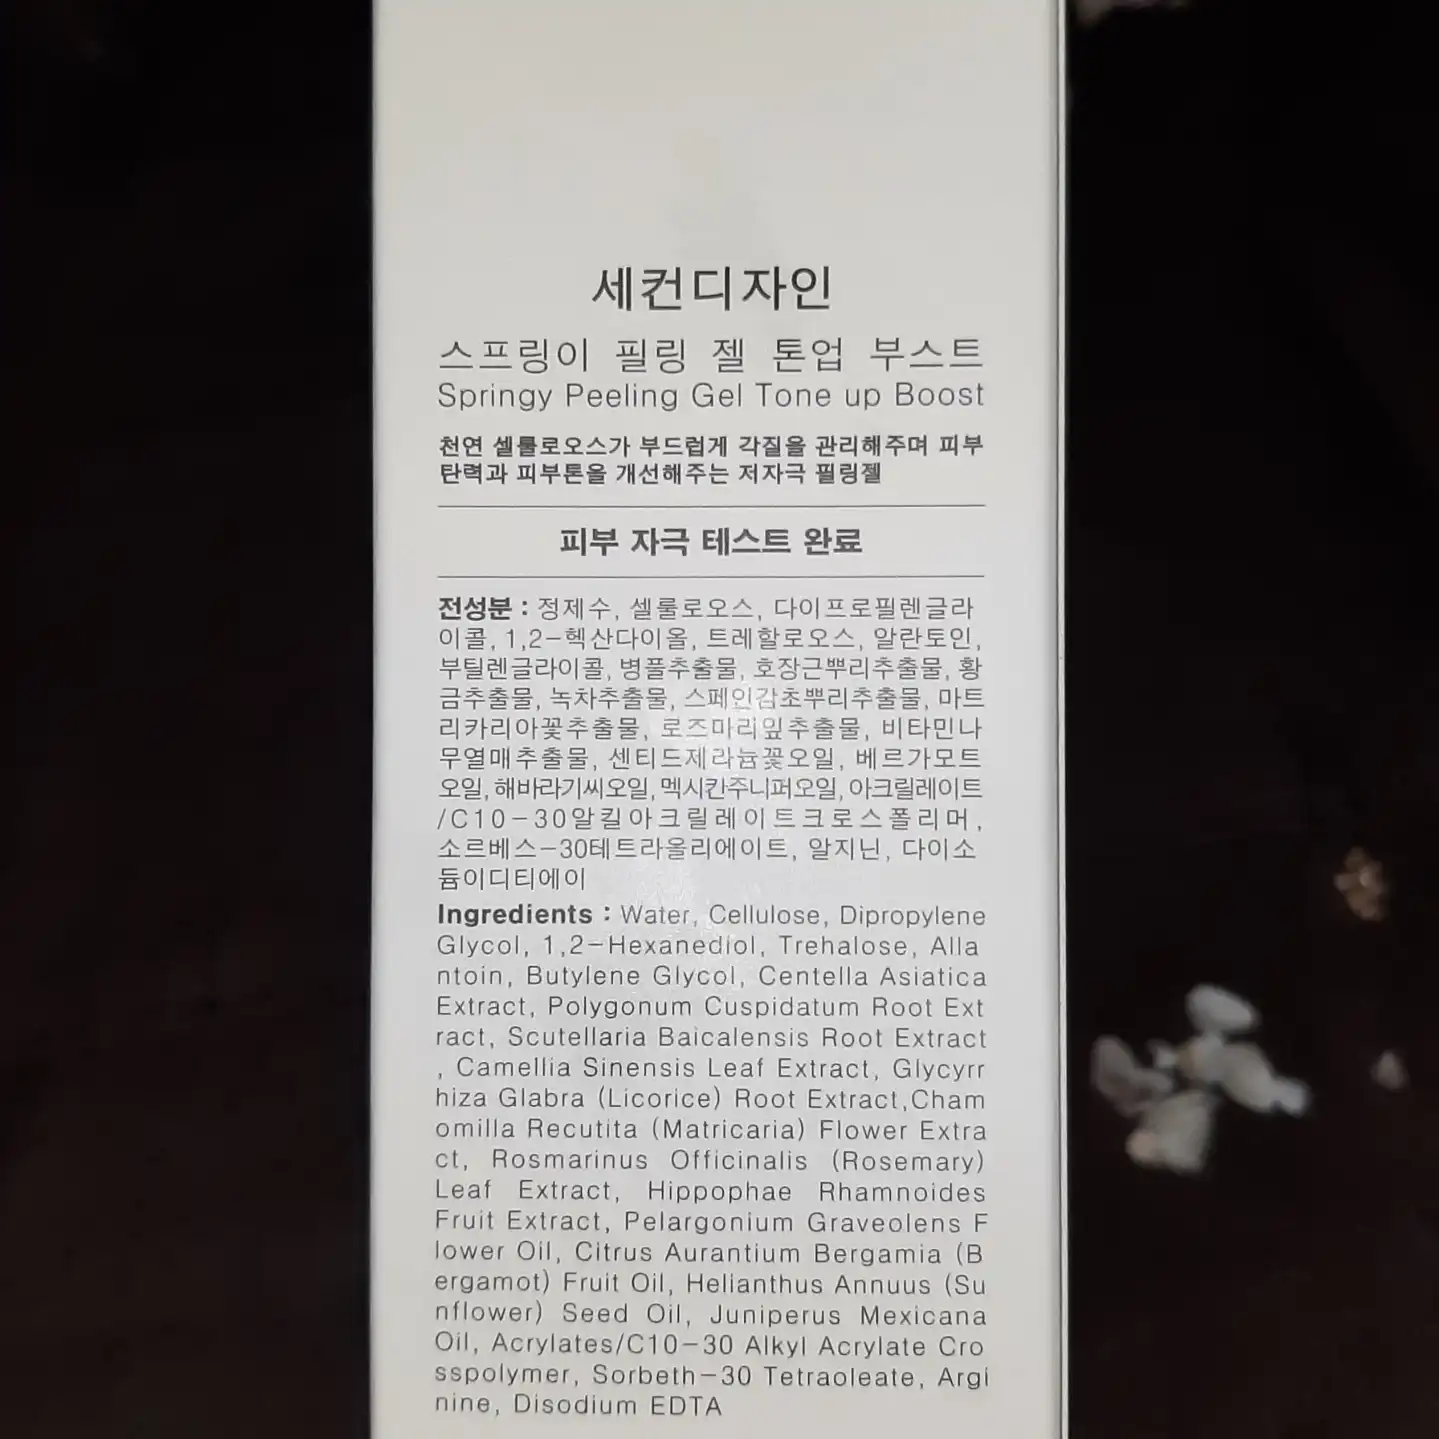 세컨디자인
스프링이 필링 젤 톤업 부스트
Springy Peeling Gel Tone up Boost
천연 셀룰로오스가 부드럽게 각질을 관리해주며 피부
탄력과 피부톤을 개선해주는 저자극 필링젤
피부 자극 테스트 완료
전성분 : 정제수, 셀룰로오스, 다이프로필렌글라
이콜, 1,2-헥산다이올, 트레할로오스, 알란토인,
부틸렌글라이콜, 병풀추출물, 호장근뿌리추출물, 황
금추출물, 녹차추출물, 스페인감초뿌리추출물, 마트
리카리아꽃추출물, 로즈마리잎추출물, 비타민나
무열매추출물, 센티드제라늄꽃오일, 베르가모트
오일, 해바라기씨오일, 멕시칸주니퍼오일, 아크릴레이트
/C10-30알킬아크릴레이트크로스폴리머,
소르베스-30테트라올리에이트, 알지닌, 다이소
듐이디티에이
Ingredients : Water, Cellulose, Dipropylene
Glycol, 1,2-Hexanediol, Trehalose, Alla
ntoin, Butylene Glycol, Centella Asiatica
Extract, Polygonum Cuspidatum Root Ext
ract, Scutellaria Baicalensis Root Extract
, Camellia Sinensis Leaf Extract, Glycyrr
hiza Glabra (Licorice) Root Extract,Cham
omilla Recutita (Matricaria) Flower Extra
ct, Rosmarinus Officinalis (Rosemary)
Leaf Extract, Hippophae Rhamnoides
Fruit Extract, Pelargonium Graveolens F
lower Oil, Citrus Aurantium Bergamia (B
ergamot) Fruit Oil, Helianthus Annuus (Su
nflower) Seed Oil, Juniperus Mexicana
Oil, Acrylates/C10-30 Alkyl Acrylate Cro
sspolymer, Sorbeth-30 Tetraoleate, Argi
nine, Disodium EDTA